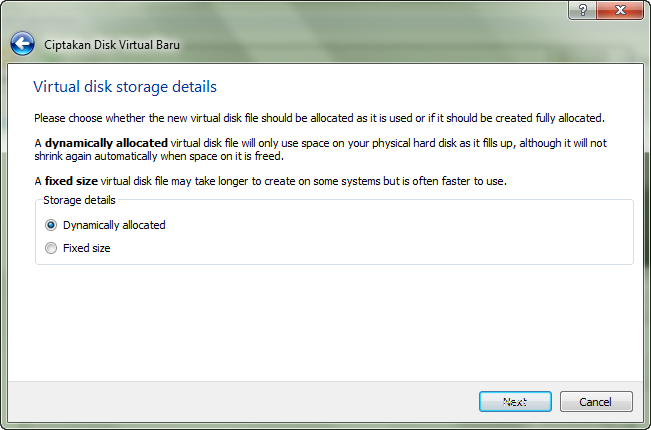 ?
Ciptakan Disk Virtual Baru
Virtual disk storage details
Please choose whether the new virtual disk file should be allocated as it is used or if it should be created fully allocated.
A dynamically allocated virtual disk file will only use space on your physical hard disk as it fills up, although it will not
shrink again automatically when space on it is freed.
A fixed size virtual disk file may take longer to create on some systems but is often faster to use.
Storage details
Dynamically allocated
Fixed size
Next Cancel